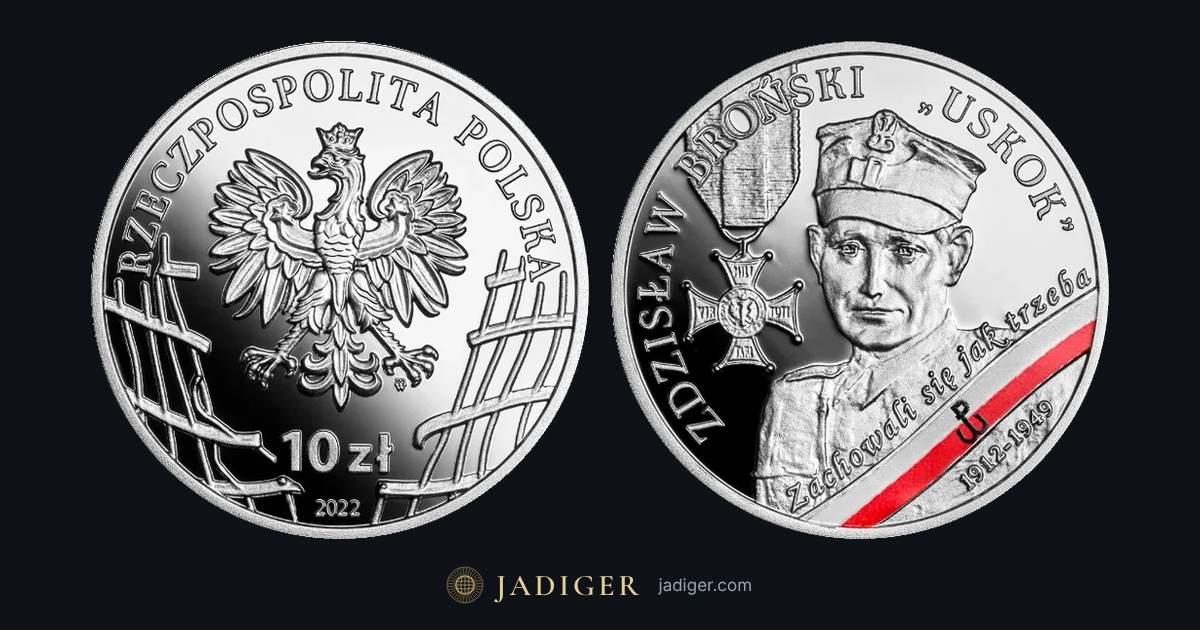 RZECZPOSPOLITA POLSKA
10 zł
2022
ZDZISŁAW BROŃSKI „USKOK”
Zachowali się jak trzeba
1912-1949
JADIGER jadiger.com